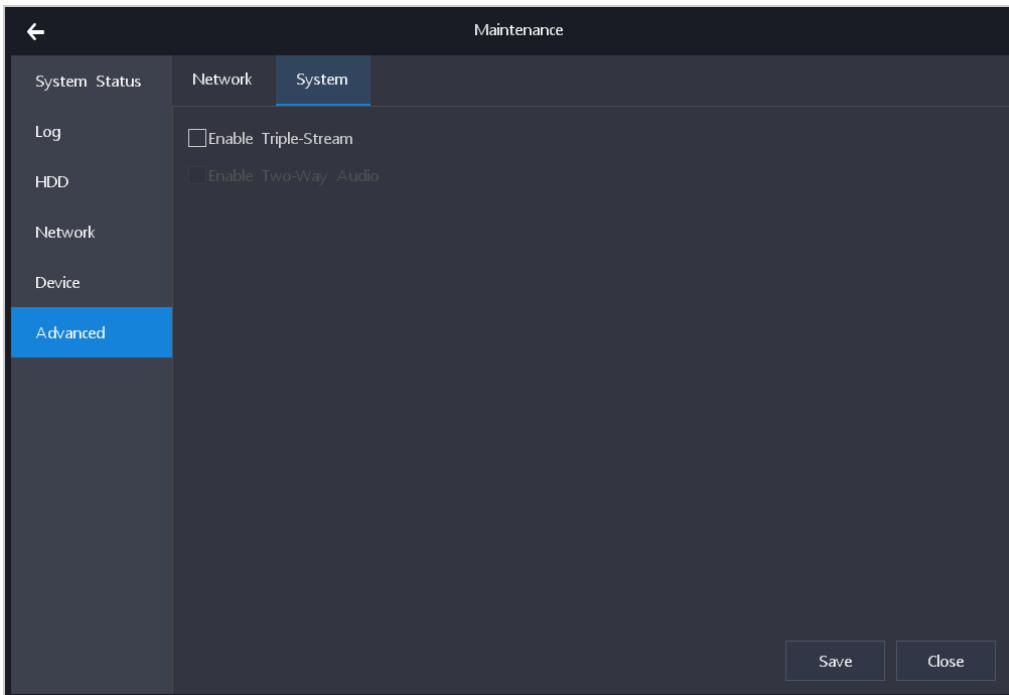 Maintenance
System Status
Log
HDD
Network
Device
Advanced
Network System
Enable Triple-Stream
Enable Two-Way Audio
Save Close